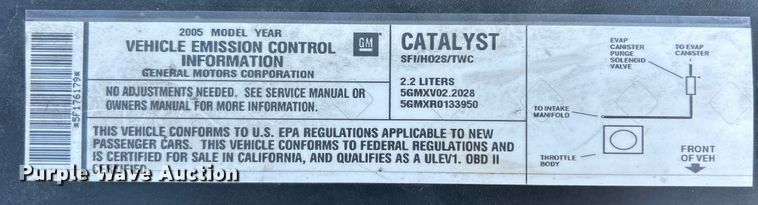 *5F176179*
2005 MODEL YEAR
VEHICLE EMISSION CONTROL
INFORMATION
GENERAL MOTORS CORPORATION
GM
CATALYST
SFI/HO2S/TWC
NO ADJUSTMENTS NEEDED. SEE SERVICE MANUAL OR
OWNERS MANUAL FOR MORE INFORMATION.
2.2 LITERS
5GMXV02.2028
5GMXR0133950
THIS VEHICLE CONFORMS TO U.S. EPA REGULATIONS APPLICABLE TO NEW
PASSENGER CARS. THIS VEHICLE CONFORMS TO FEDERAL REGULATIONS AND
IS CERTIFIED FOR SALE IN CALIFORNIA, AND QUALIFIES AS A ULEV1. OBD II
CERTIFIED.
EVAP
CANISTER
PURGE
SOLENOID
VALVE
TO EVAP
CANISTER
TO INTAKE
MANIFOLD
THROTTLE
BODY
FRONT
OF VEH
Purple Wave Auction